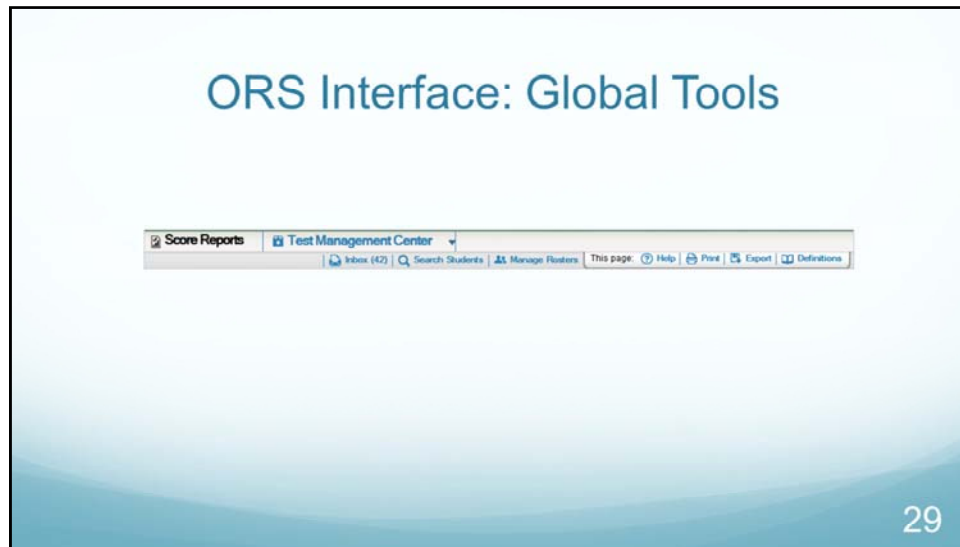 ORS Interface: Global Tools
Score Reports Test Management Center
Inbox (42) Search Students Manage Rosters This page: Help Print Export Definitions
29